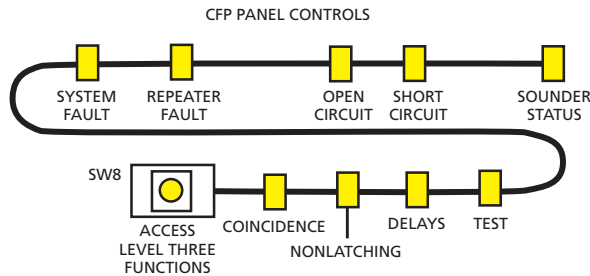 CFP PANEL CONTROLS
SYSTEM
FAULT
REPEATER
FAULT
OPEN
CIRCUIT
SHORT
CIRCUIT
SOUNDER
STATUS
SW8
ACCESS
LEVEL THREE
FUNCTIONS
COINCIDENCE
NONLATCHING
DELAYS
TEST